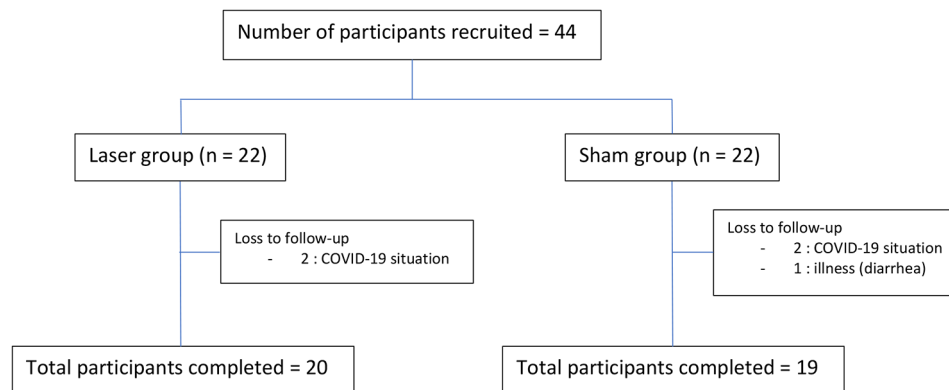 Number of participants recruited = 44
Laser group (n = 22)
Sham group (n = 22)
Loss to follow-up
- 2 : COVID-19 situation
Loss to follow-up
- 2 : COVID-19 situation
- 1 : illness (diarrhea)
Total participants completed = 20
Total participants completed = 19